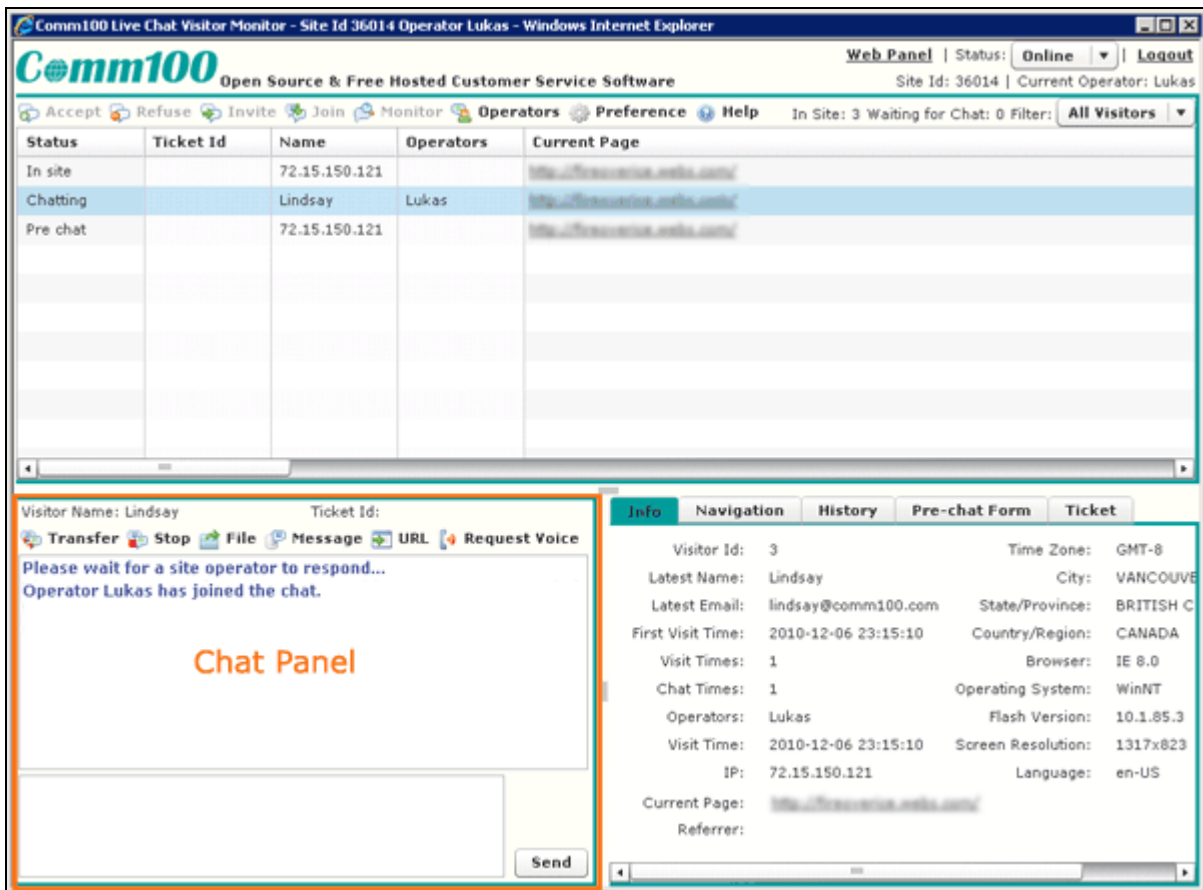 Comm100 Live Chat Visitor Monitor - Site Id 36014 Operator Lukas - Windows Internet Explorer
Comm100 Open Source & Free Hosted Customer Service Software
Web Panel | Status: Online | Logout
Site Id: 36014 | Current Operator: Lukas
Accept Refuse Invite Join Monitor Operators Preference Help In Site: 3 Waiting for Chat: 0 Filter: All Visitors
Status Ticket Id Name Operators Current Page
In site 72.15.150.121
Chatting Lindsay Lukas
Pre chat 72.15.150.121
Visitor Name: Lindsay Ticket Id:
Transfer Stop File Message URL Request Voice
Please wait for a site operator to respond...
Operator Lukas has joined the chat.
Chat Panel
Send
Info Navigation History Pre-chat Form Ticket
Visitor Id: 3 Time Zone: GMT-8
Latest Name: Lindsay City: VANCOUVE
Latest Email: lindsay@comm100.com State/Province: BRITISH C
First Visit Time: 2010-12-06 23:15:10 Country/Region: CANADA
Visit Times: 1 Browser: IE 8.0
Chat Times: 1 Operating System: WinNT
Operators: Lukas Flash Version: 10.1.85.3
Visit Time: 2010-12-06 23:15:10 Screen Resolution: 1317x823
IP: 72.15.150.121 Language: en-US
Current Page:
Referrer: